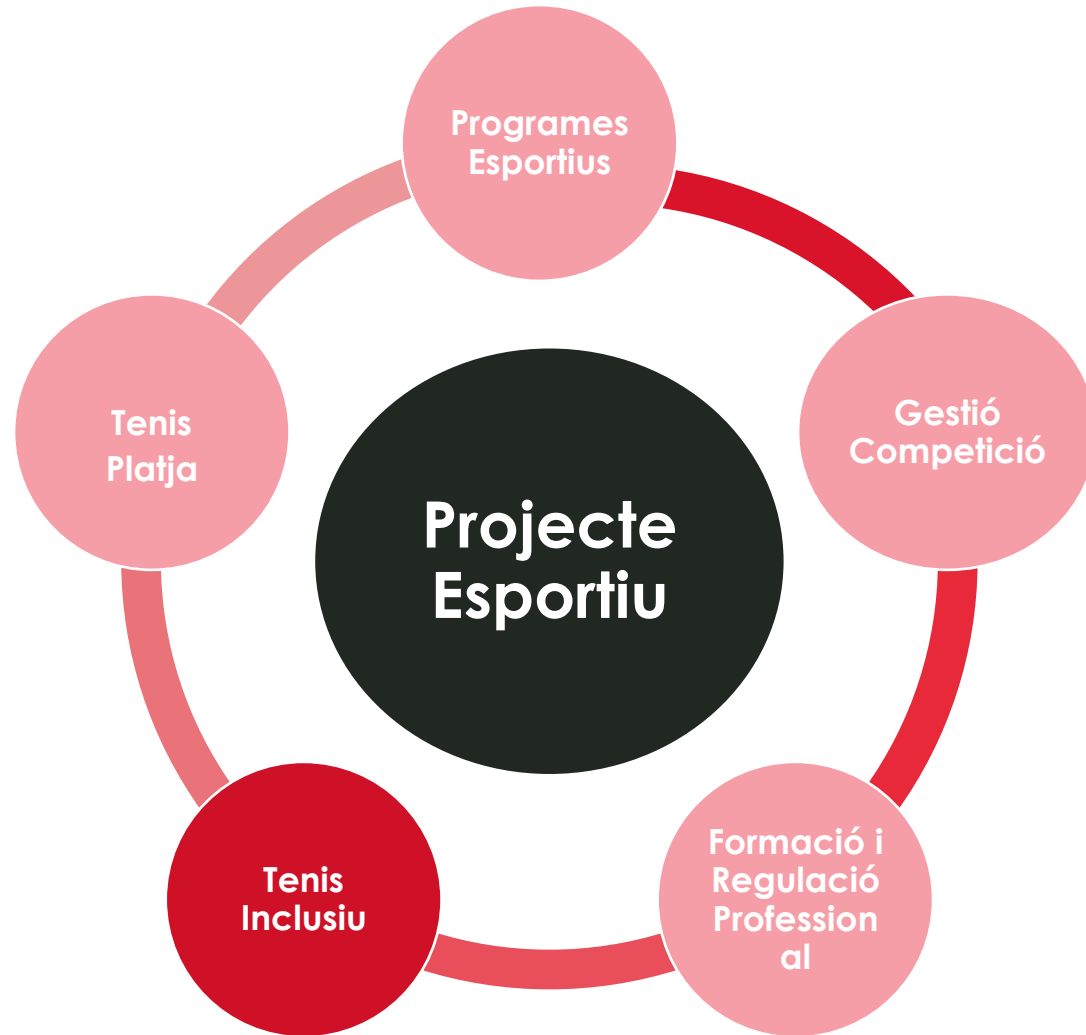 Programes
Esportius
Gestió
Competició
Tenis
Platja
Projecte
Esportiu
Formació i
Regulació
Profession
al
Tenis
Inclusiu